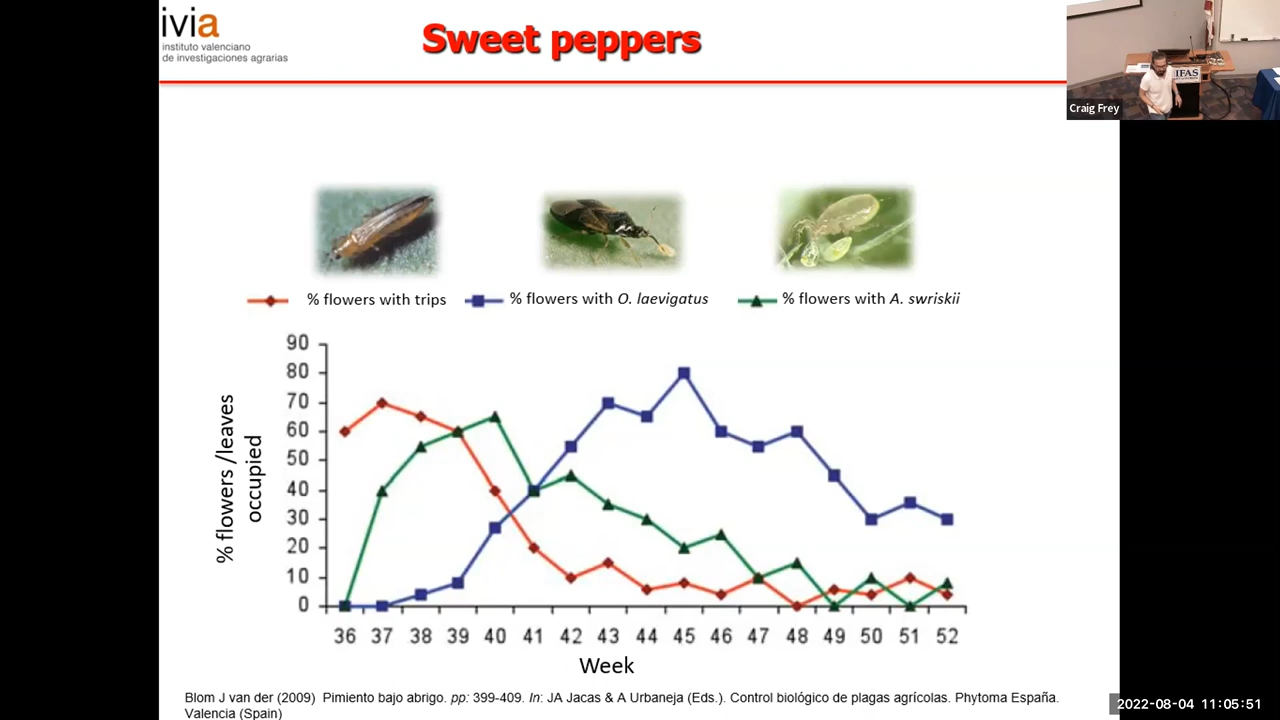 ivia
instituto valenciano
de investigaciones agrarias
Sweet peppers
IFAS
Craig Frey
% flowers with trips
% flowers with O. laevigatus
% flowers with A. swriskii
% flowers /leaves
occupied
90
80
70
60
50
40
30
20
10
0
36 37 38 39 40 41 42 43 44 45 46 47 48 49 50 51 52
Week
Blom J van der (2009) Pimiento bajo abrigo. pp: 399-409. In: JA Jacas & A Urbaneja (Eds.). Control biológico de plagas agrícolas. Phytoma España.
Valencia (Spain)
2022-08-04 11:05:51